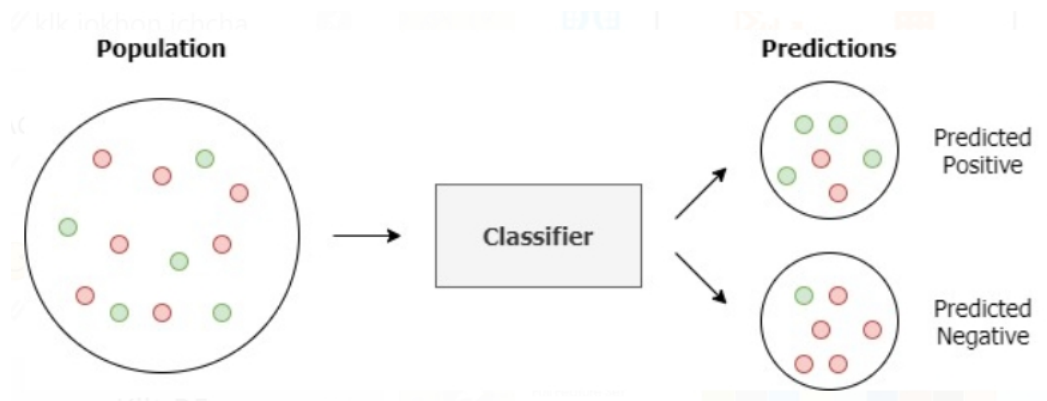 Population
Predictions
Classifier
Predicted
Positive
Predicted
Negative